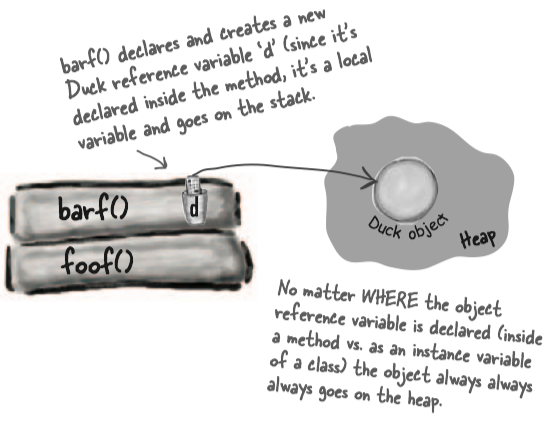 barf() declares and creates a new
Duck reference variable 'd' (since it's
declared inside the method, it's a local
variable and goes on the stack.
barf()
d
foof()
Duck object
Heap
No matter WHERE the object
reference variable is declared (inside
a method vs. as an instance variable
of a class) the object always always
always goes on the heap.